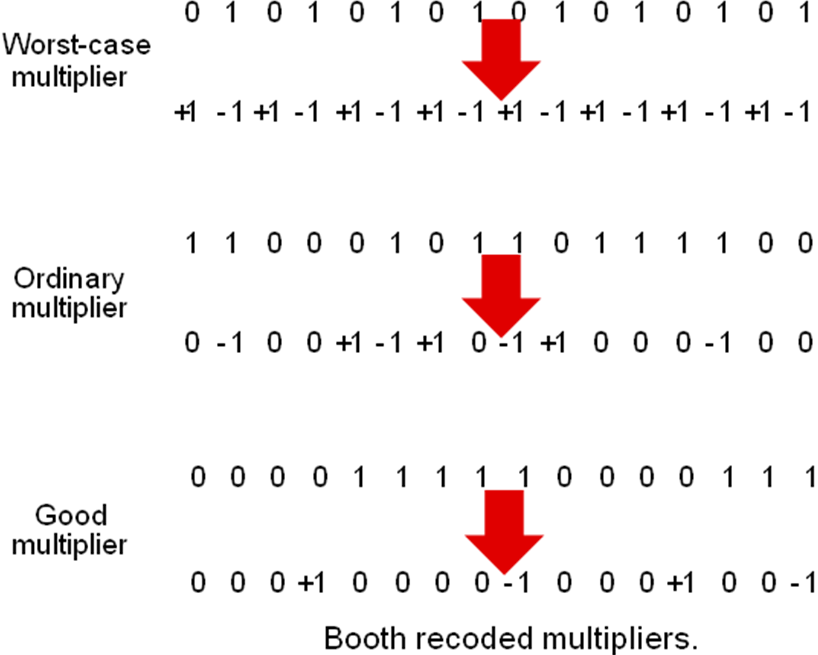 0 1 0 1 0 1 0 1 0 1 0 1 0 1 0 1
Worst-case
multiplier
+1 -1 +1 -1 +1 -1 +1 -1 +1 -1 +1 -1 +1 -1 +1 -1
1 1 0 0 0 1 0 1 1 0 1 1 1 1 0 0
Ordinary
multiplier
0 -1 0 0 +1 -1 +1 0 -1 +1 0 0 0 -1 0 0
0 0 0 0 1 1 1 1 1 0 0 0 0 1 1 1
Good
multiplier
0 0 0 +1 0 0 0 0 -1 0 0 0 +1 0 0 -1
Booth recoded multipliers.